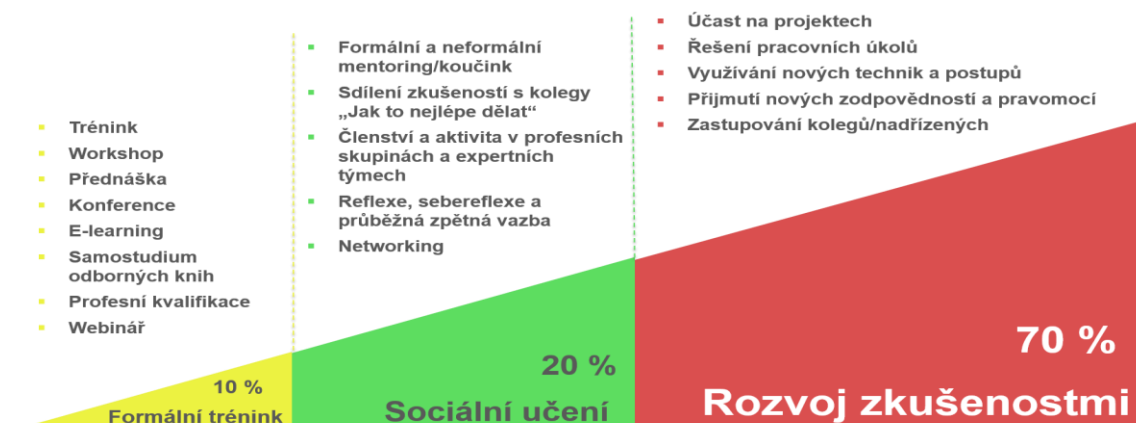 Trénink
Workshop
Přednáška
Konference
E-learning
Samostudium
odborných knih
Profesní kvalifikace
Webinář
10 %
Formální trénink
Formální a neformální
mentoring/koučink
Sdílení zkušeností s kolegy
„Jak to nejlépe dělat“
Členství a aktivita v profesních
skupinách a expertních
týmech
Reflexe, sebereflexe a
průběžná zpětná vazba
Networking
20 %
Sociální učení
Účast na projektech
Řešení pracovních úkolů
Využívání nových technik a postupů
Přijmutí nových zodpovědností a pravomocí
Zastupování kolegů/nadřízených
70 %
Rozvoj zkušenostmi